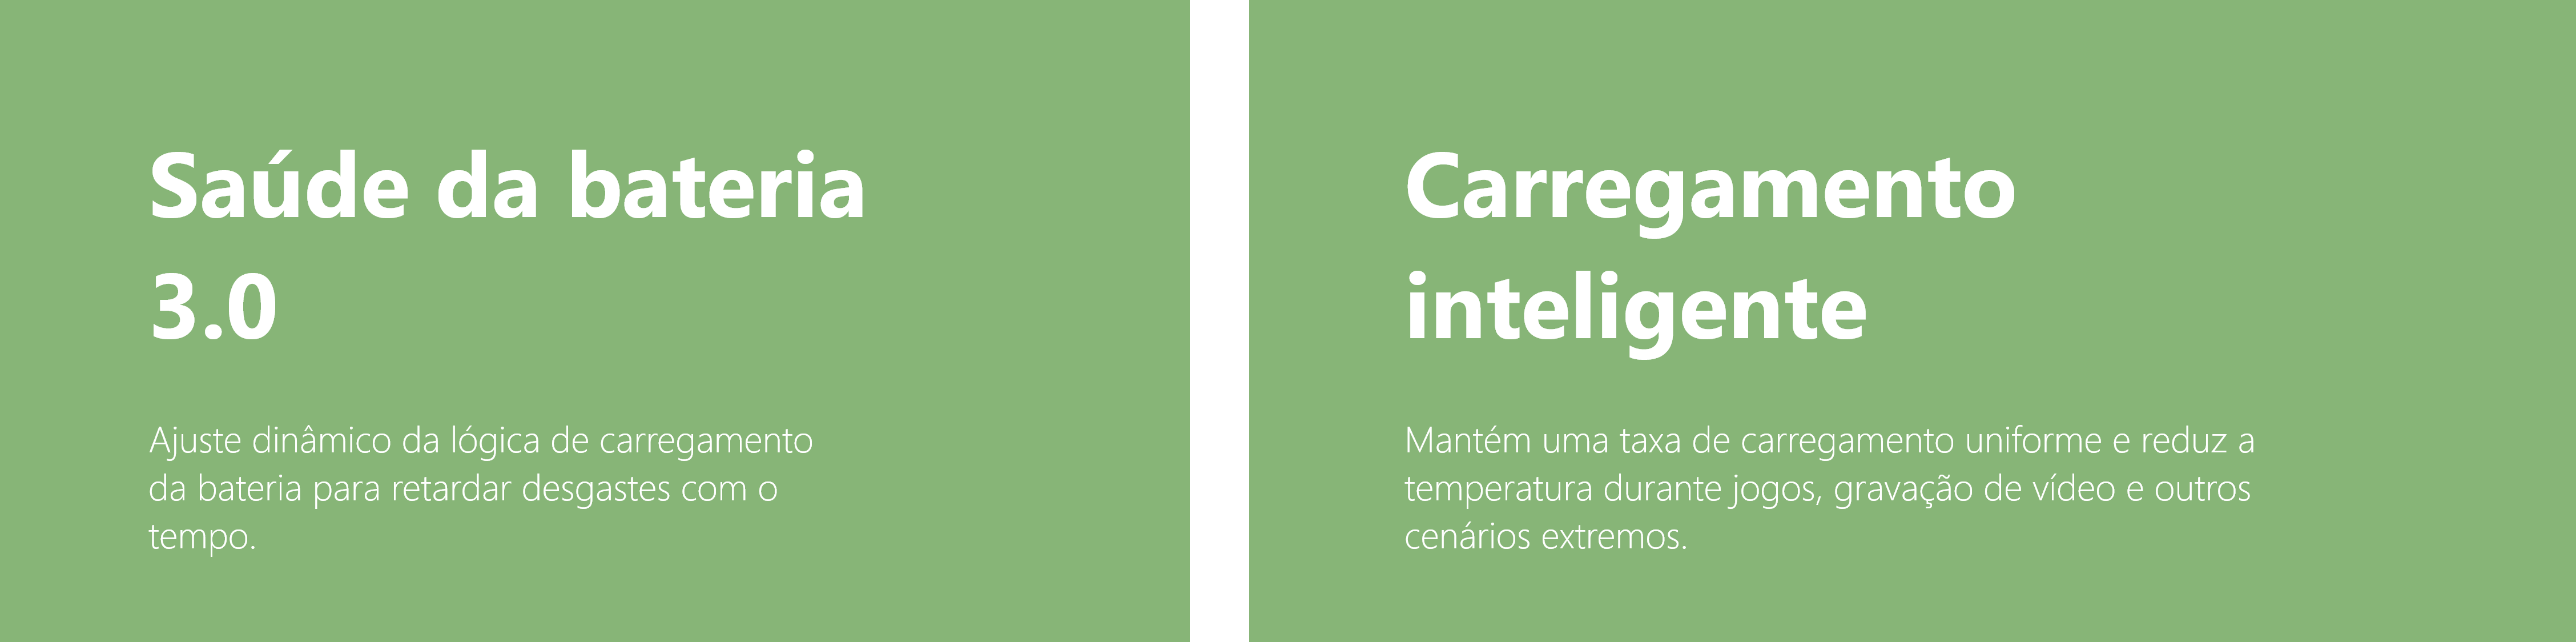 Saúde da bateria
3.0
Ajuste dinâmico da lógica de carregamento
da bateria para retardar desgastes com o
tempo.
Carregamento
inteligente
Mantém uma taxa de carregamento uniforme e reduz a
temperatura durante jogos, gravação de vídeo e outros
cenários extremos.